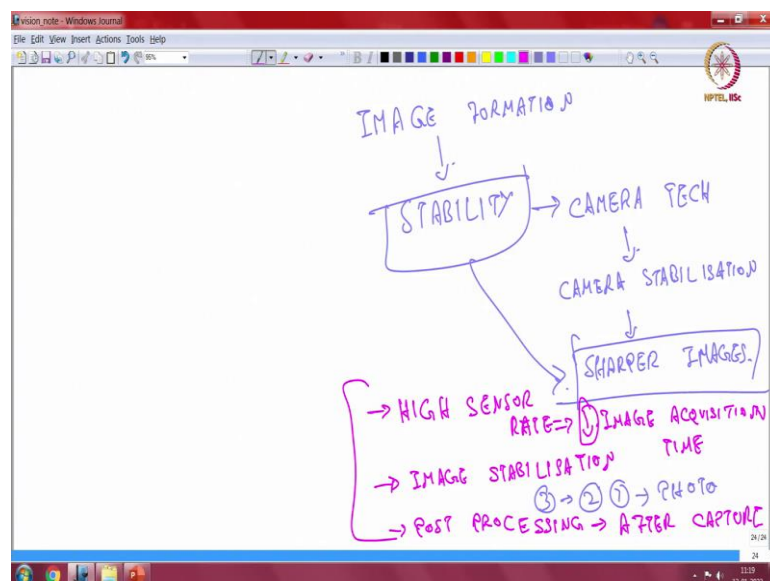 vision_note - Windows Journal
File Edit View Insert Actions Tools Help
95%
B I
NPTEL, IISc
IMAGE FORMATION
STABILITY → CAMERA TECH
CAMERA STABILISATION
SHARPER IMAGES.
→ HIGH SENSOR
RATE => ↓ IMAGE ACQUISITION
TIME
→ IMAGE STABILISATION
③ → ② ① → PHOTO
→ POST PROCESSING → AFTER CAPTURE
24/24
24
11:19